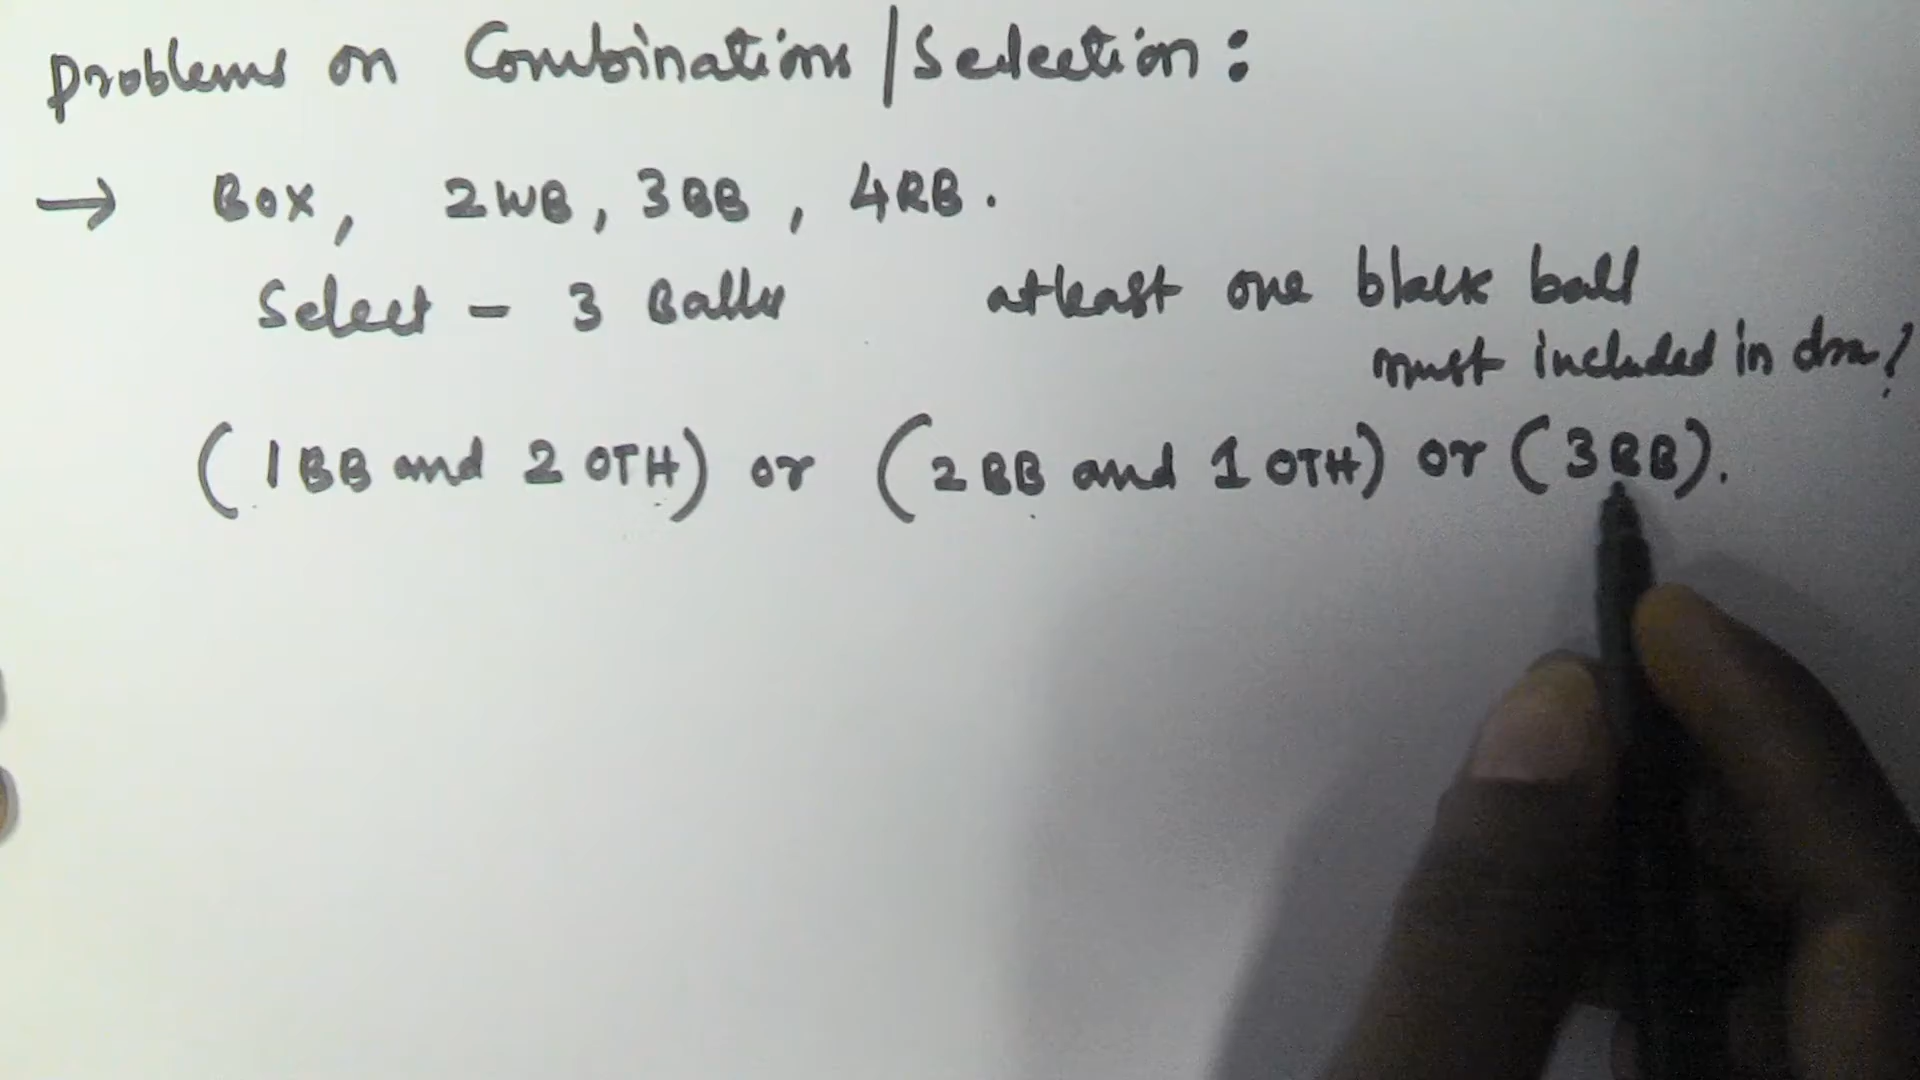 Problems on Combinations/Selection:
→ Box, 2WB, 3BB, 4RB.
Select - 3 Balls atleast one black ball
must included in draw?
(1BB and 2 OTH) or (2BB and 1 OTH) or (3BB).